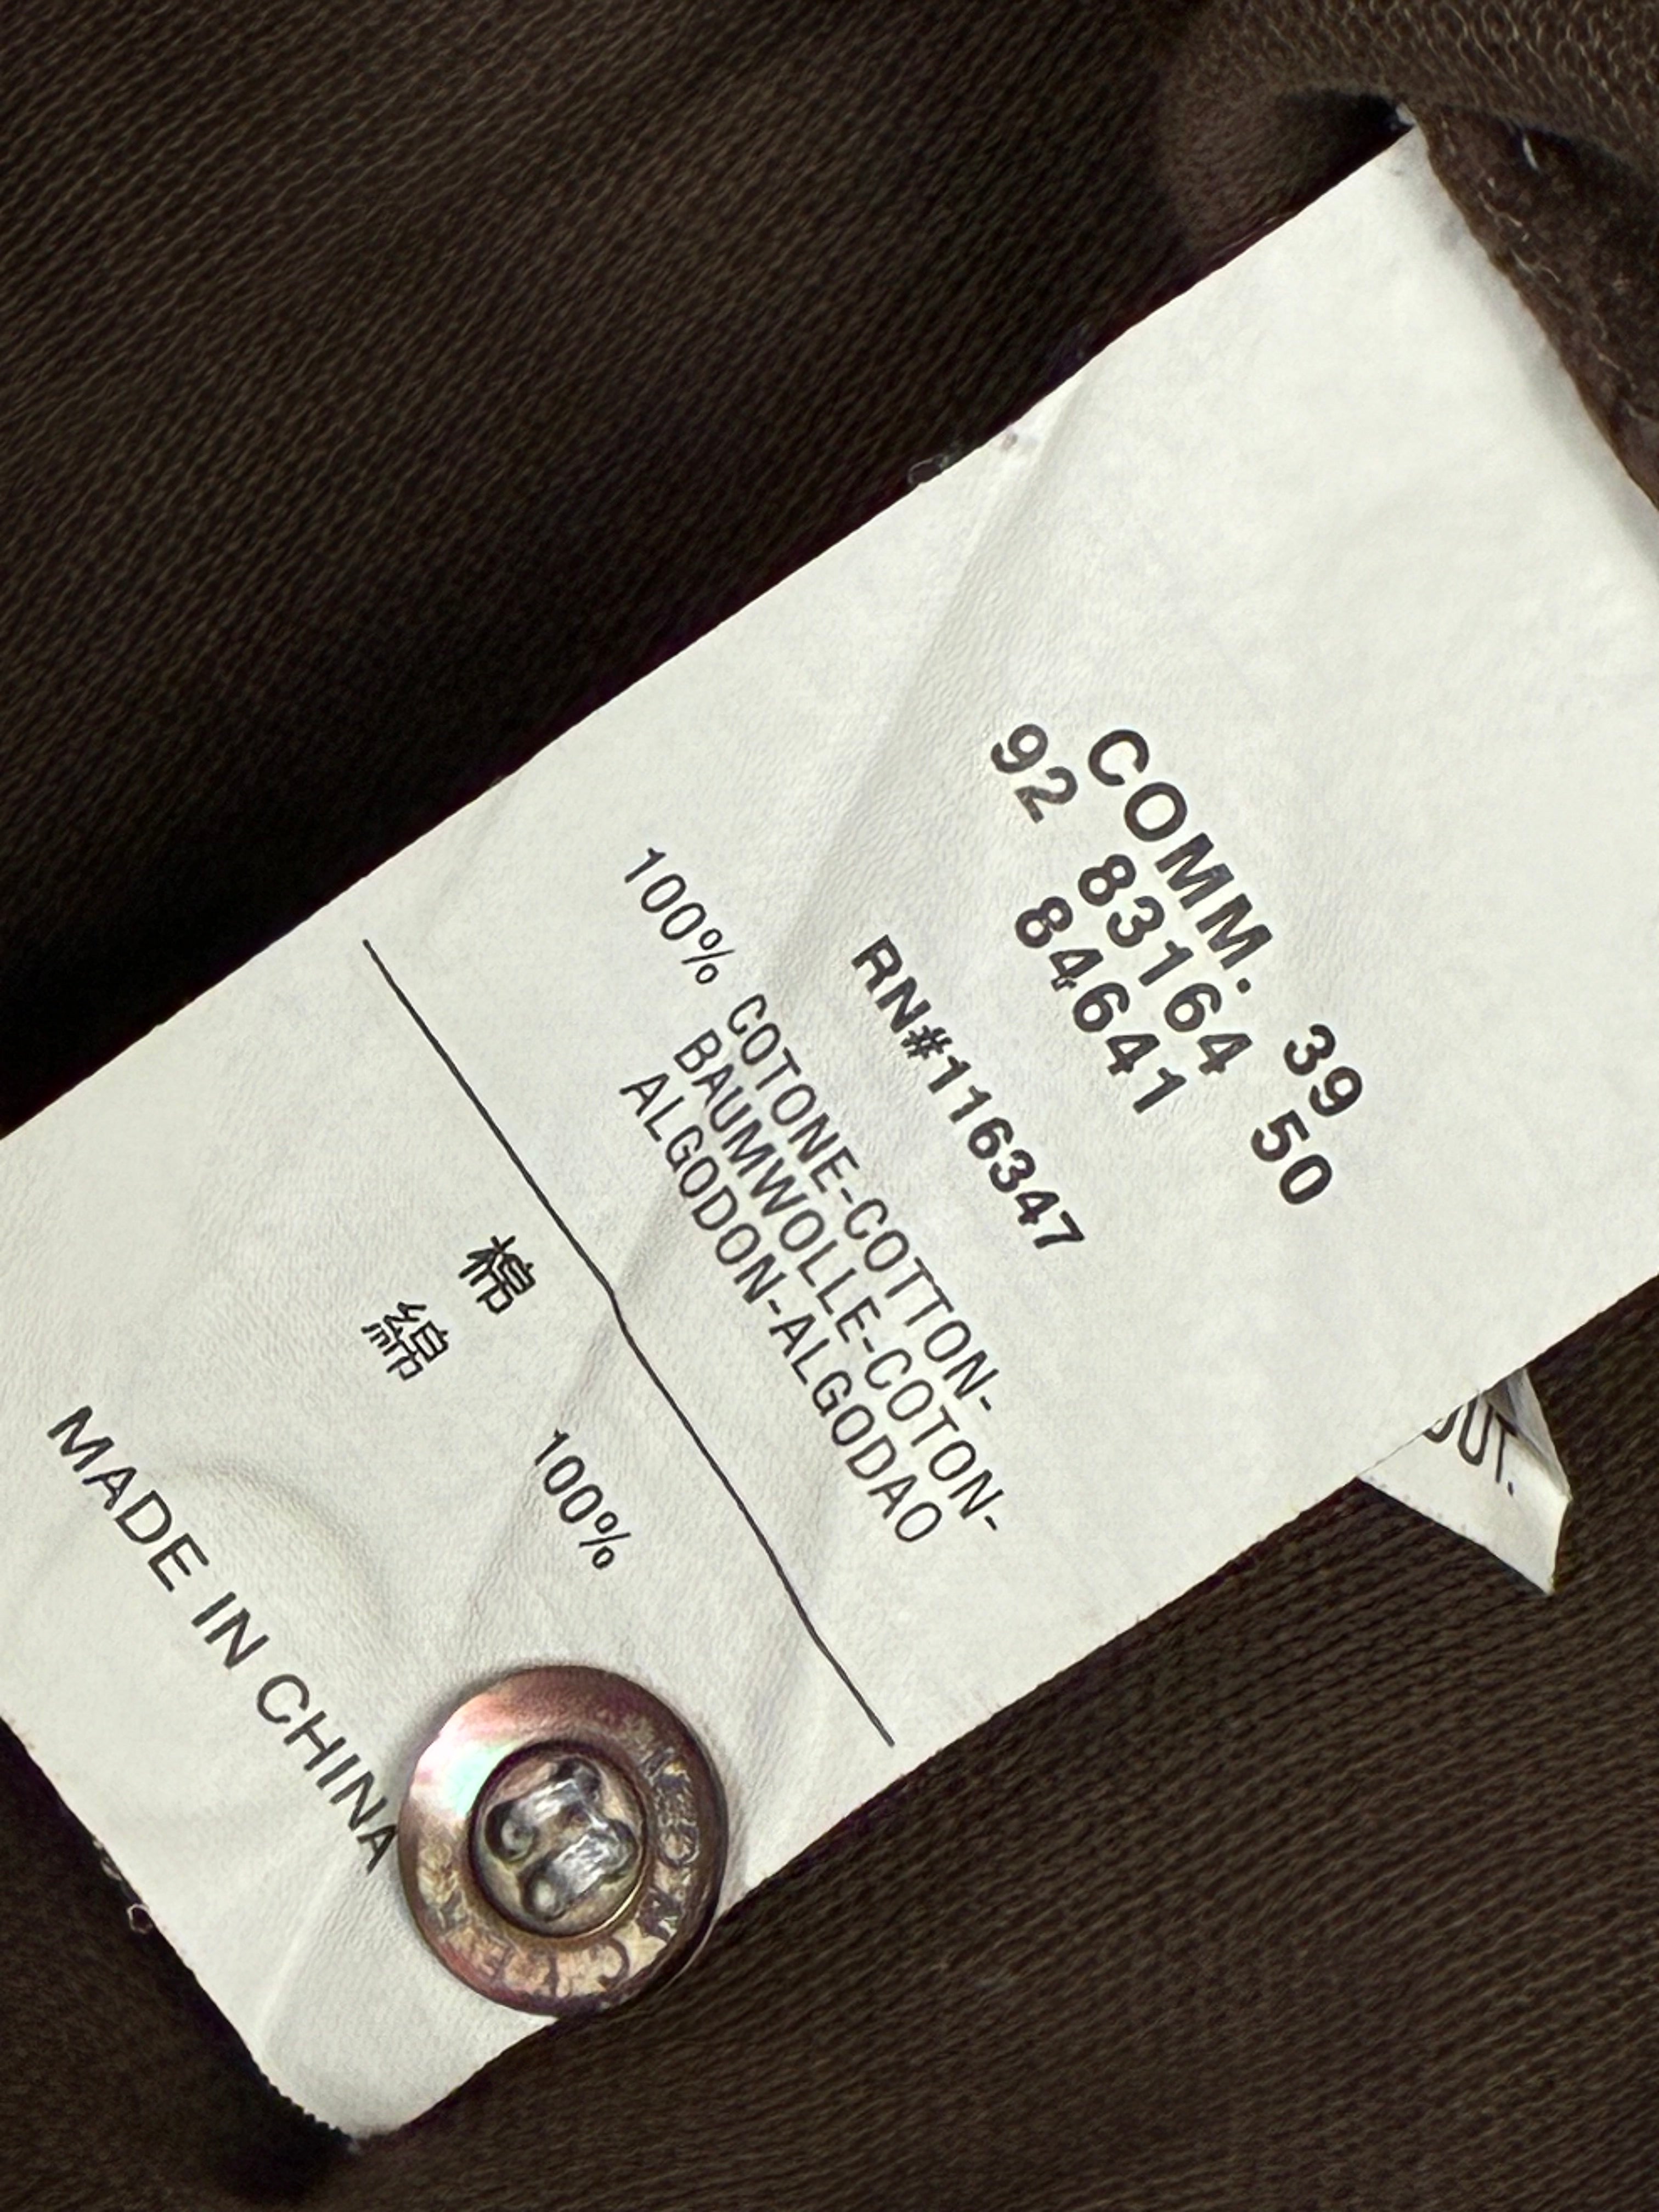 COMM. 39
92 83164 50
84641
RN#116347
100% COTONE-COTTON-
BAUMWOLLE-COTON-
ALGODON-ALGODAO
棉 100%
綿
MADE IN CHINA
OUT.